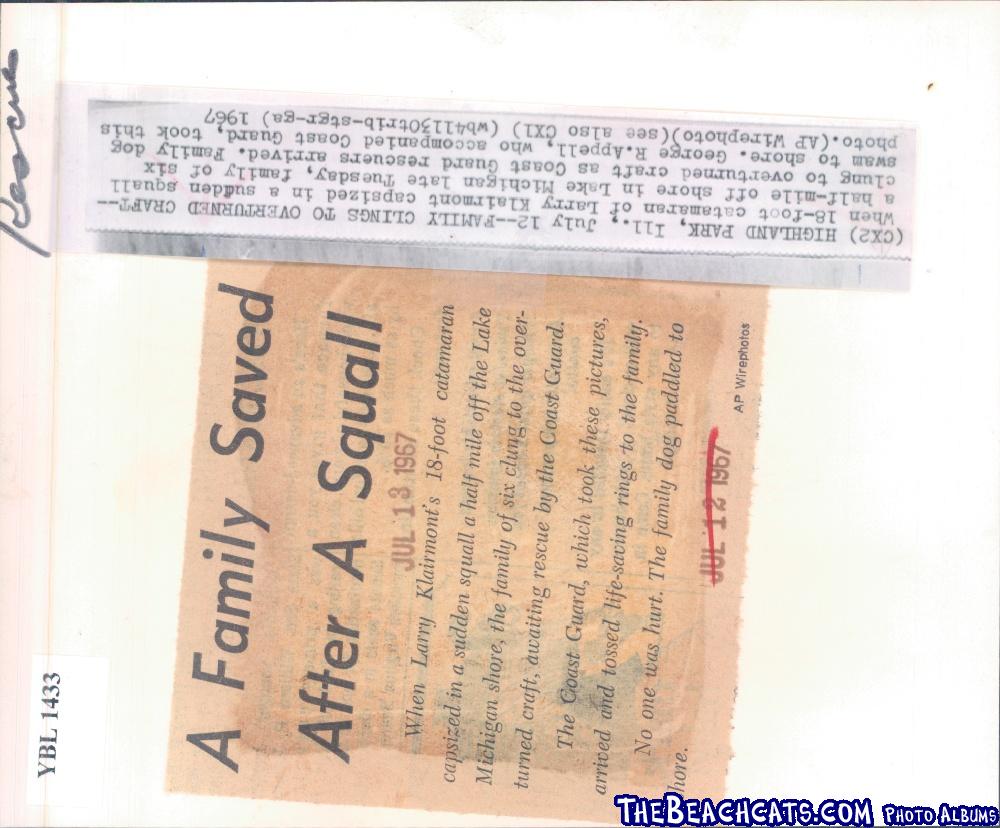 Rescue
(CX2) HIGHLAND PARK, Ill., July 12--FAMILY CLINGS TO OVERTURNED CRAFT--
When 18-foot catamaran of Larry Klairmont capsized in a sudden squall
a half-mile off shore in Lake Michigan late Tuesday, family of six
clung to overturned craft as Coast Guard rescuers arrived. Family dog
swam to shore. George R.Appell, who accompanied Coast Guard, took this
photo.(AP Wirephoto)(see also CX1) (wb41130trib-stgr-ga) 1967
A Family Saved
After A Squall
JUL 13 1967
When Larry Klairmont's 18-foot catamaran
capsized in a sudden squall a half mile off the Lake
Michigan shore, the family of six clung to the over-
turned craft, awaiting rescue by the Coast Guard.
The Coast Guard, which took these pictures,
arrived and tossed life-saving rings to the family.
No one was hurt. The family dog paddled to
hore.
JUL 12 1967
AP Wirephotos
YBL 1433
THEBEACHCATS.COM PHOTO ALBUMS